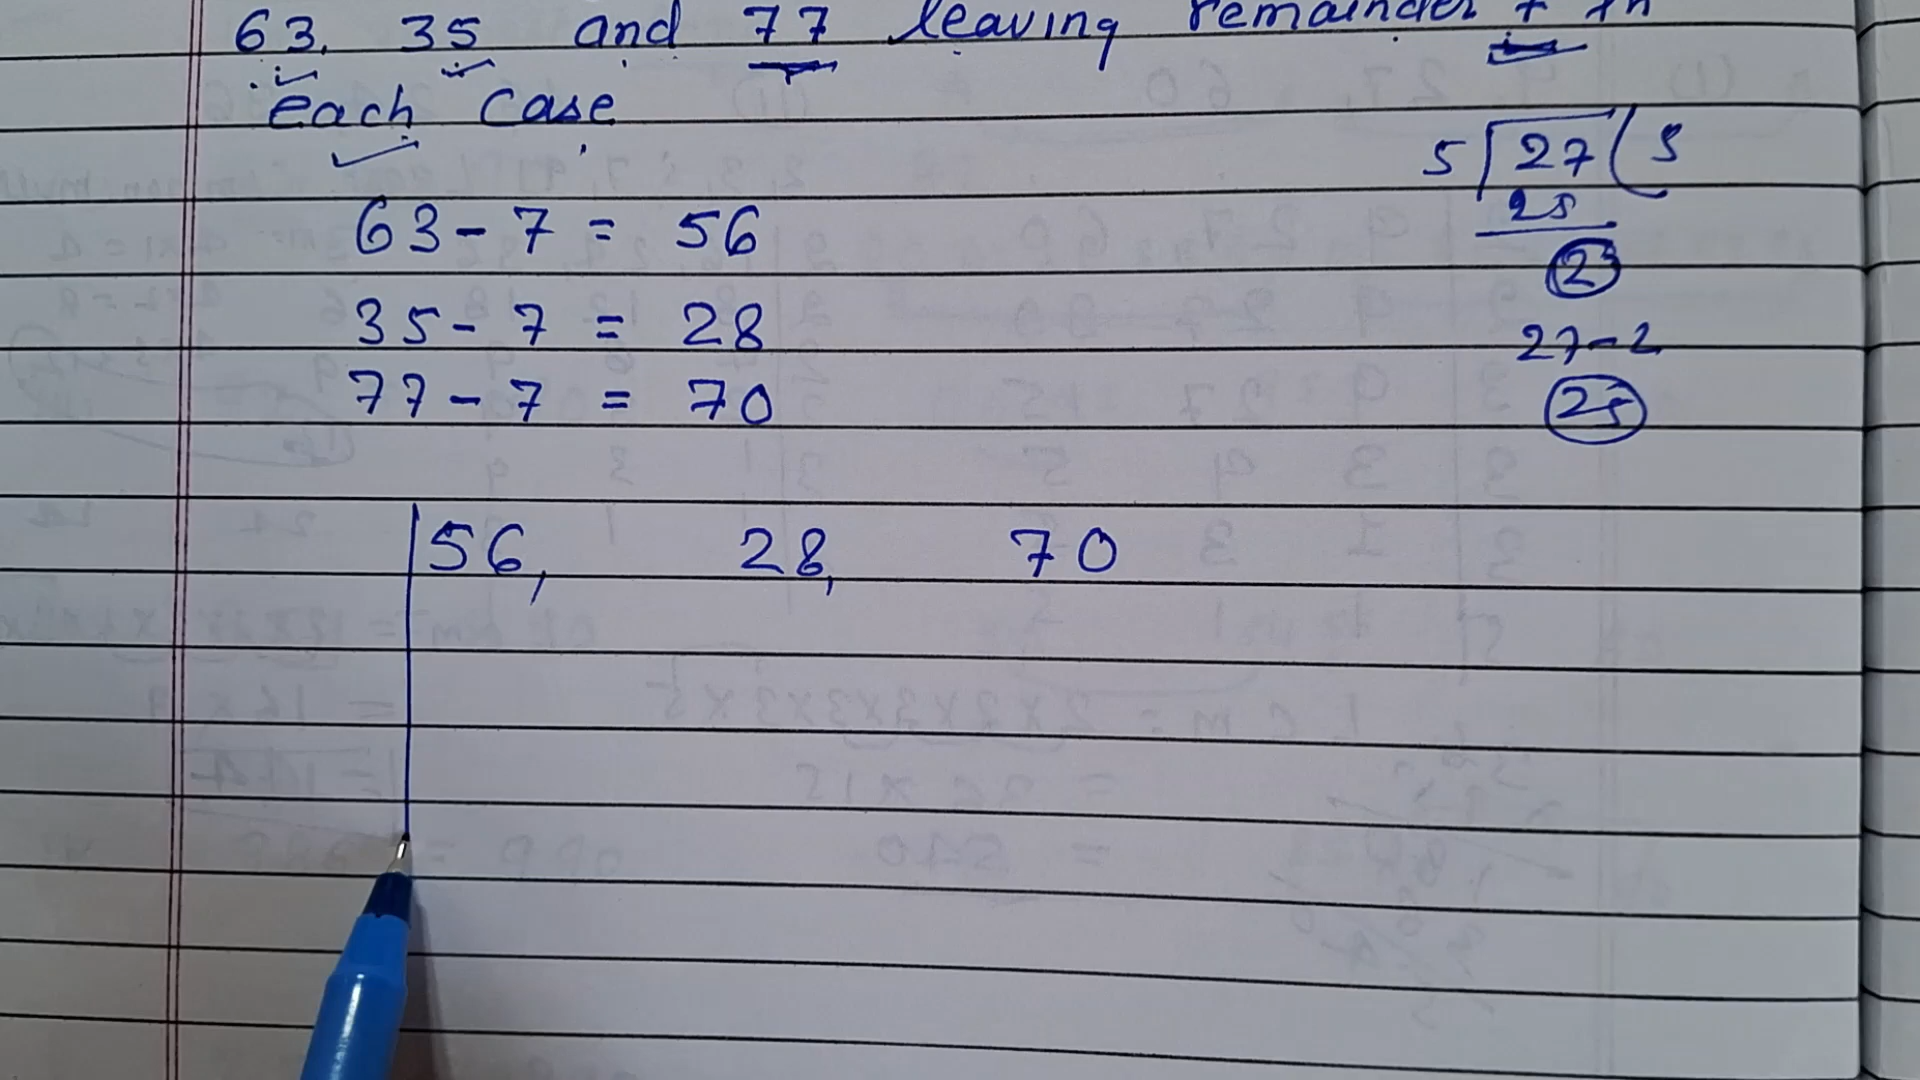 63, 35 and 77 leaving remainder 7 in
each case
63 - 7 = 56
35 - 7 = 28
77 - 7 = 70
56, 28, 70
5 27 5
25
2
27 - 2
25